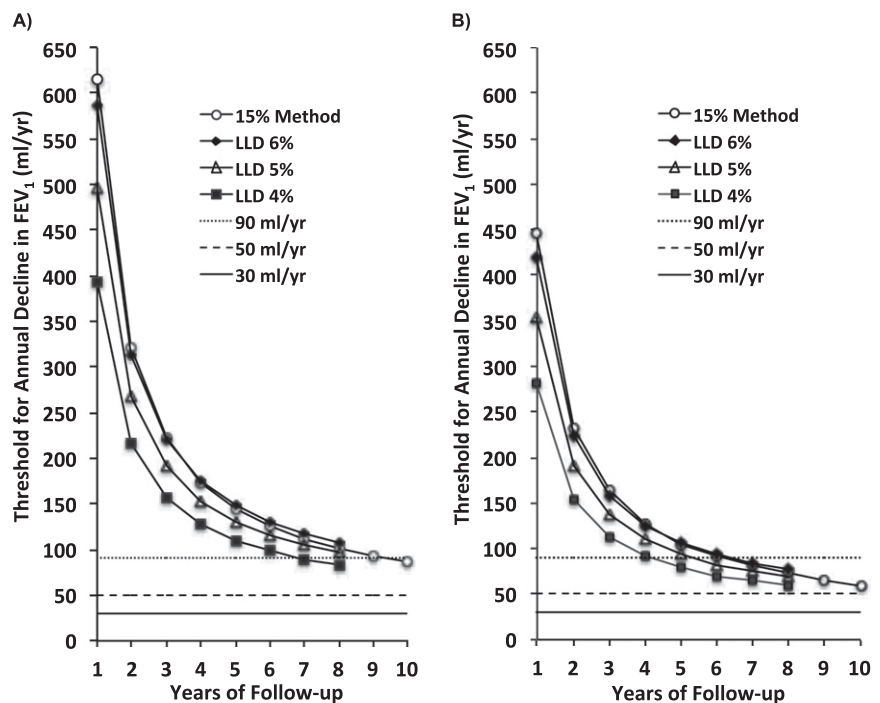 A)
Threshold for Annual Decline in FEV1 (ml/yr)
650
600
550
500
450
400
350
300
250
200
150
100
50
0
15% Method
LLD 6%
LLD 5%
LLD 4%
90 ml/yr
50 ml/yr
30 ml/yr
1 2 3 4 5 6 7 8 9 10
Years of Follow-up
B)
Threshold for Annual Decline in FEV1 (ml/yr)
650
600
550
500
450
400
350
300
250
200
150
100
50
0
15% Method
LLD 6%
LLD 5%
LLD 4%
90 ml/yr
50 ml/yr
30 ml/yr
1 2 3 4 5 6 7 8 9 10
Years of Follow-up